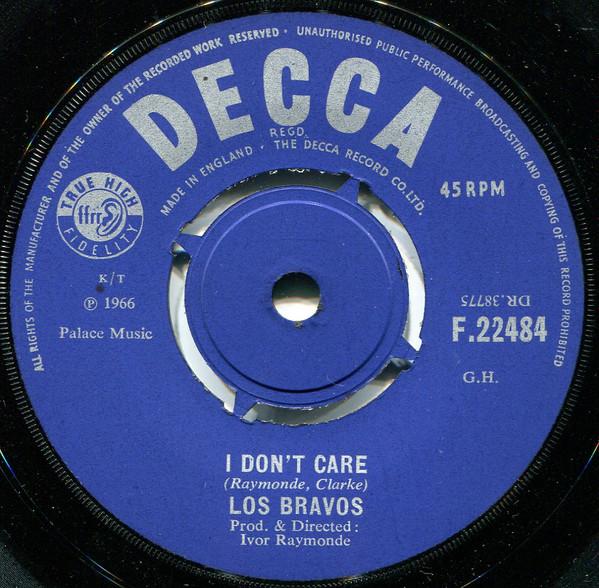 ALL RIGHTS OF THE MANUFACTURER AND OF THE OWNER OF THE RECORDED WORK RESERVED · UNAUTHORISED PUBLIC PERFORMANCE BROADCASTING AND COPYING OF THIS RECORD PROHIBITED
DECCA
REGD.
MADE IN ENGLAND · THE DECCA RECORD CO. LTD.
TRUE HIGH
ffrr
FIDELITY
45 RPM
K/T
℗ 1966
Palace Music
DR.38775
F.22484
G.H.
I DON'T CARE
(Raymonde, Clarke)
LOS BRAVOS
Prod. & Directed:
Ivor Raymonde